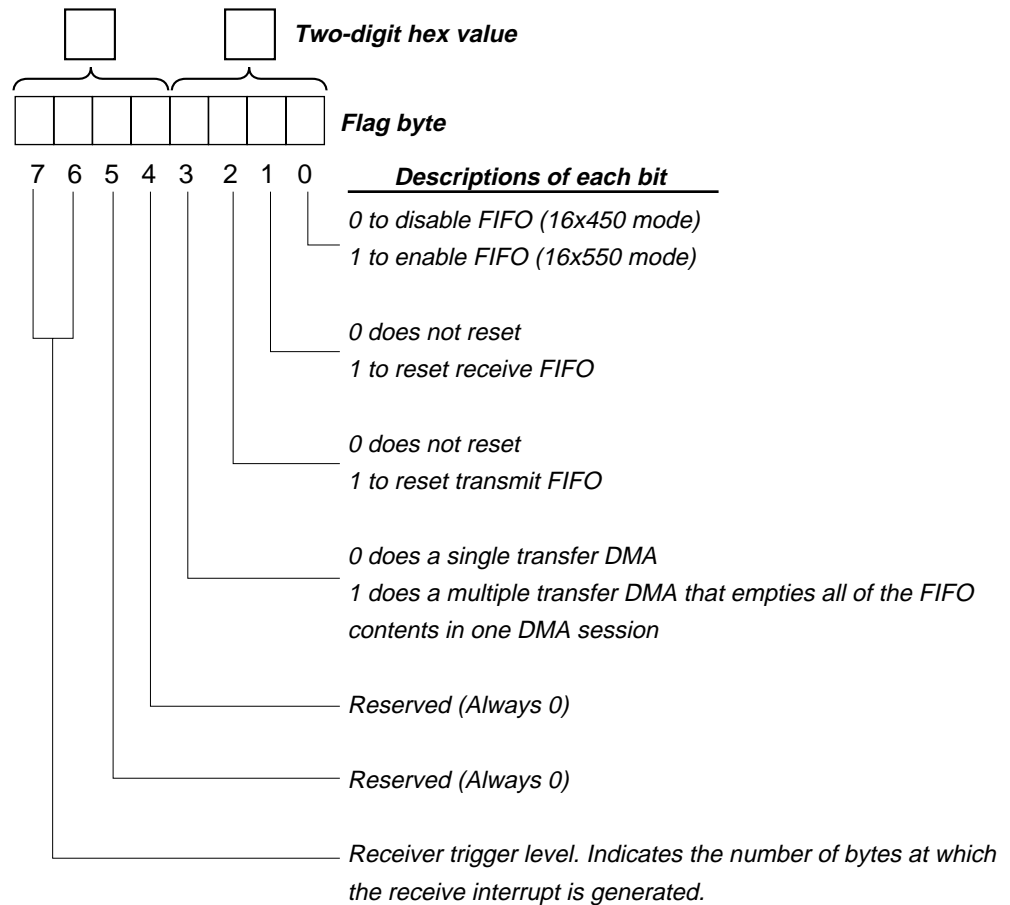 Two-digit hex value
Flag byte
7 6 5 4 3 2 1 0
Descriptions of each bit
0 to disable FIFO (16x450 mode)
1 to enable FIFO (16x550 mode)
0 does not reset
1 to reset receive FIFO
0 does not reset
1 to reset transmit FIFO
0 does a single transfer DMA
1 does a multiple transfer DMA that empties all of the FIFO
contents in one DMA session
Reserved (Always 0)
Reserved (Always 0)
Receiver trigger level. Indicates the number of bytes at which
the receive interrupt is generated.